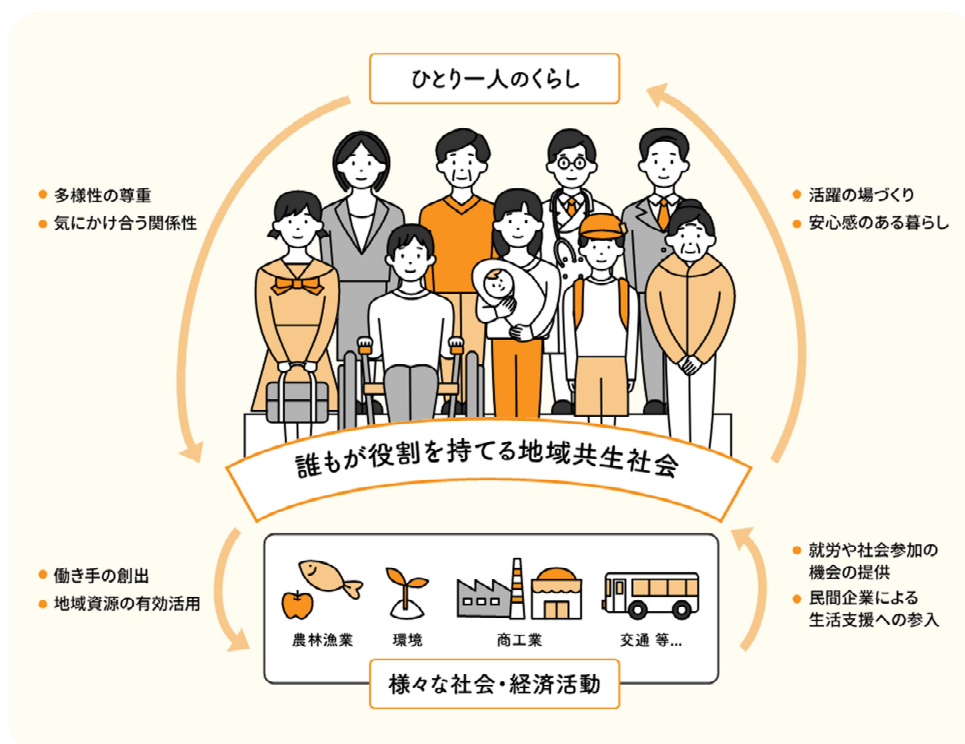 ひとり一人のくらし
多様性の尊重
気にかけ合う関係性
活躍の場づくり
安心感のある暮らし
誰もが役割を持てる地域共生社会
働き手の創出
地域資源の有効活用
就労や社会参加の
機会の提供
民間企業による
生活支援への参入
農林漁業
環境
商工業
交通 等...
様々な社会・経済活動